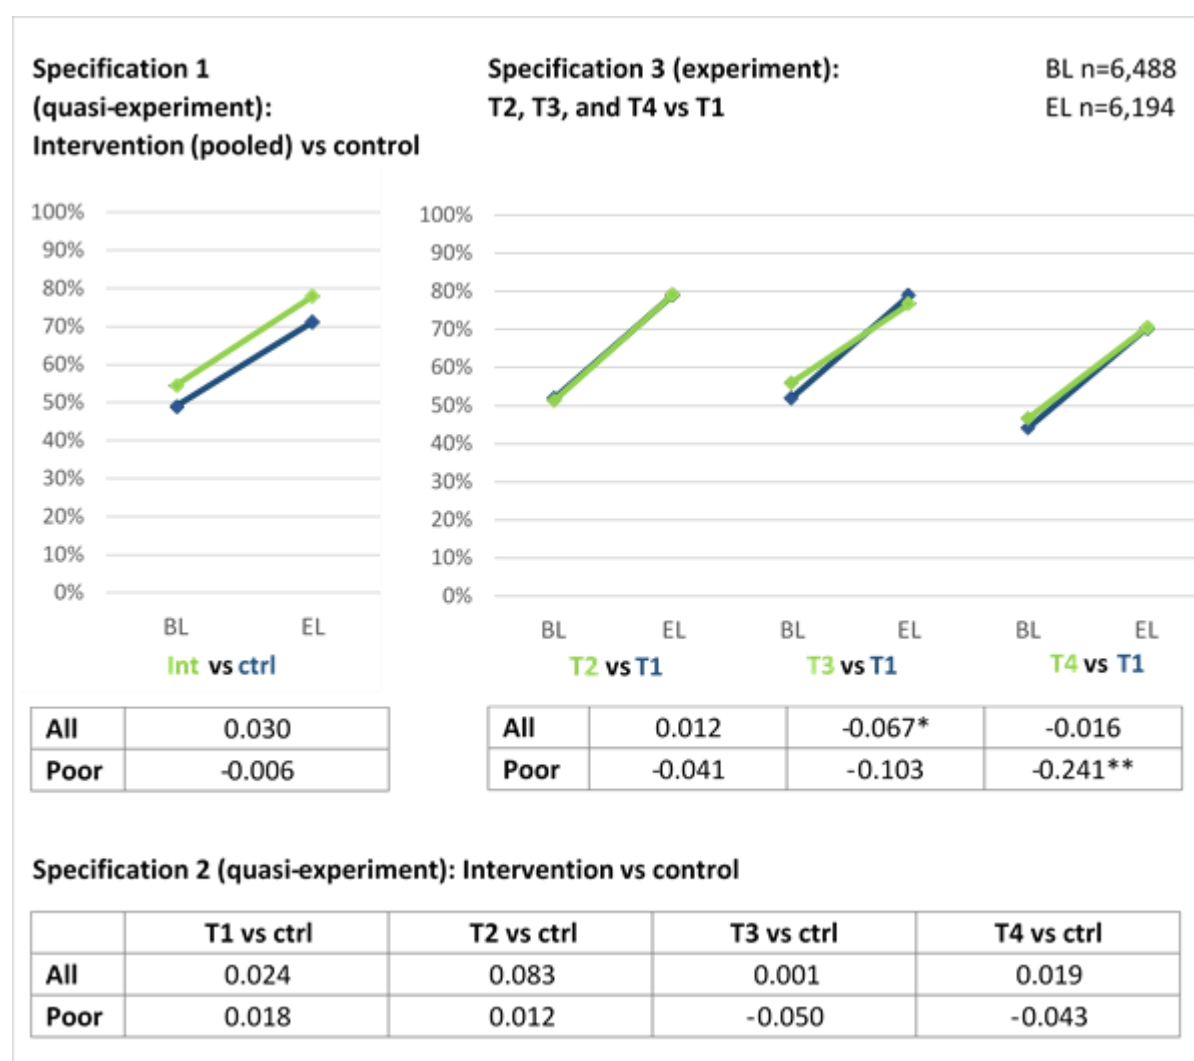 Specification 1
(quasi-experiment):
Intervention (pooled) vs control
Specification 3 (experiment):
T2, T3, and T4 vs T1
BL n=6,488
EL n=6,194
100%
90%
80%
70%
60%
50%
40%
30%
20%
10%
0%
BL EL
Int vs ctrl
100%
90%
80%
70%
60%
50%
40%
30%
20%
10%
0%
BL EL BL EL BL EL
T2 vs T1 T3 vs T1 T4 vs T1
All 0.030
Poor -0.006
All 0.012 -0.067* -0.016
Poor -0.041 -0.103 -0.241**
Specification 2 (quasi-experiment): Intervention vs control
T1 vs ctrl T2 vs ctrl T3 vs ctrl T4 vs ctrl
All 0.024 0.083 0.001 0.019
Poor 0.018 0.012 -0.050 -0.043